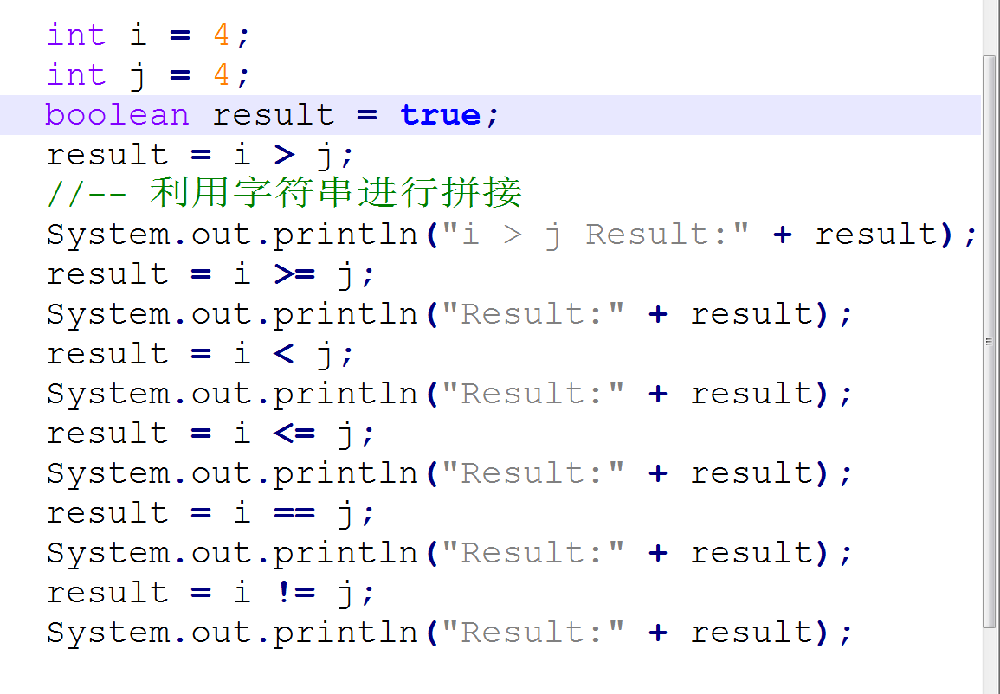 int i = 4;
int j = 4;
boolean result = true;
result = i > j;
//-- 利用字符串进行拼接
System.out.println("i > j Result:" + result);
result = i >= j;
System.out.println("Result:" + result);
result = i < j;
System.out.println("Result:" + result);
result = i <= j;
System.out.println("Result:" + result);
result = i == j;
System.out.println("Result:" + result);
result = i != j;
System.out.println("Result:" + result);